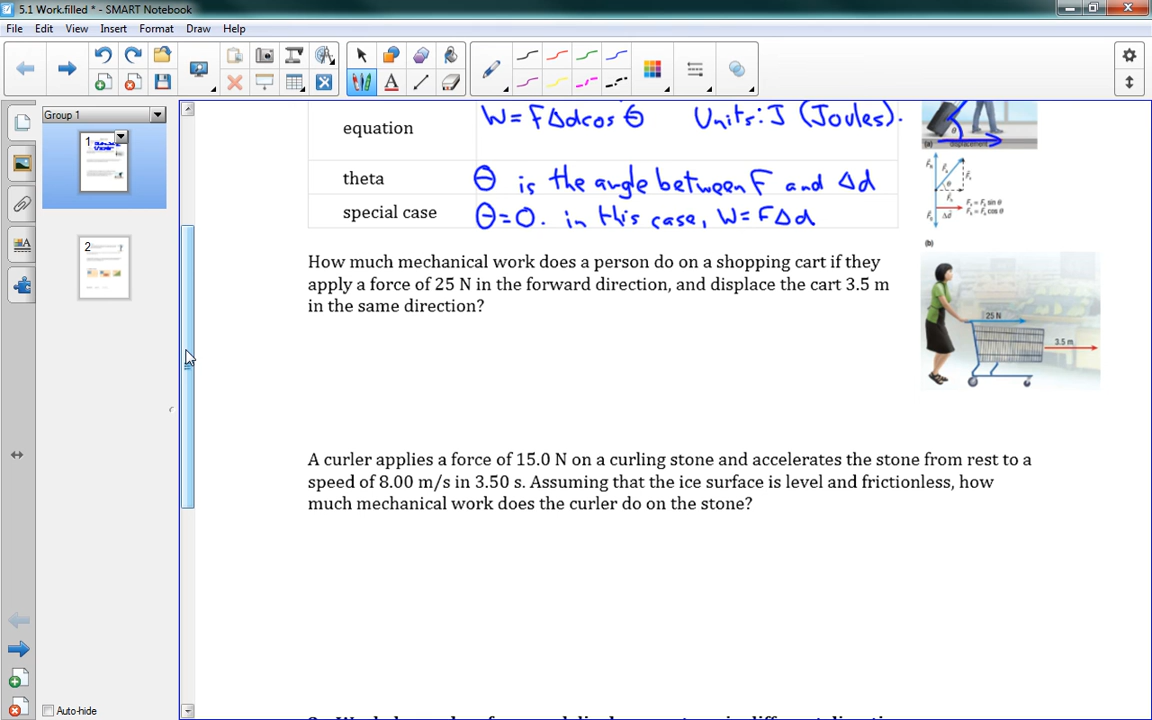 5.1 Work.filled * - SMART Notebook
File Edit View Insert Format Draw Help
Group 1
1
2
equation
W = FΔdcos Θ Units: J (Joules).
theta
Θ is the angle between F and Δd
special case
Θ=0. in this case, W=FΔd
(a) displacement
θ
Δd
(b)
How much mechanical work does a person do on a shopping cart if they
apply a force of 25 N in the forward direction, and displace the cart 3.5 m
in the same direction?
25 N
3.5 m
A curler applies a force of 15.0 N on a curling stone and accelerates the stone from rest to a
speed of 8.00 m/s in 3.50 s. Assuming that the ice surface is level and frictionless, how
much mechanical work does the curler do on the stone?
Auto-hide